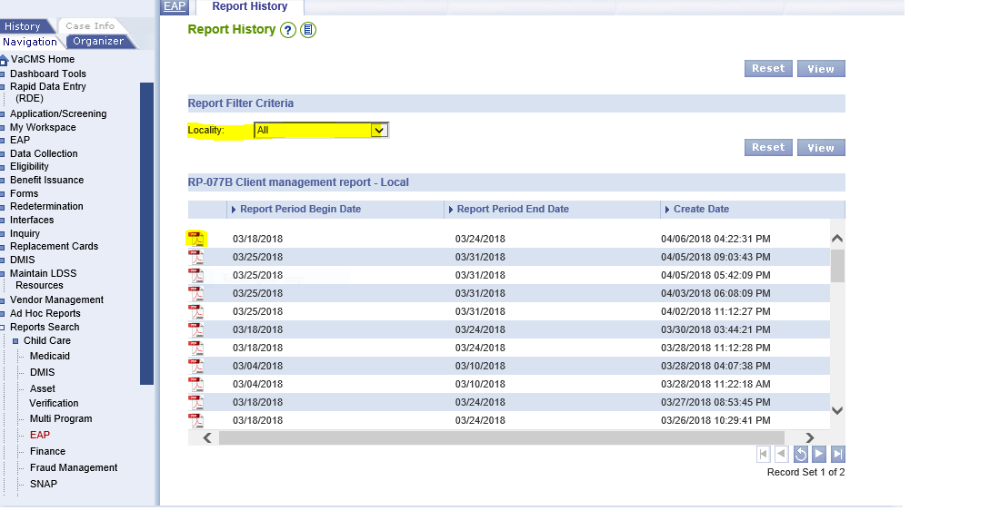 EAP
Report History
History
Case Info
Navigation
Organizer
VaCMS Home
Dashboard Tools
Rapid Data Entry
(RDE)
Application/Screening
My Workspace
EAP
Data Collection
Eligibility
Benefit Issuance
Forms
Redetermination
Interfaces
Inquiry
Replacement Cards
DMIS
Maintain LDSS
Resources
Vendor Management
Ad Hoc Reports
Reports Search
Child Care
Medicaid
DMIS
Asset
Verification
Multi Program
EAP
Finance
Fraud Management
SNAP
Report History ?
Reset View
Report Filter Criteria
Locality: All
Reset View
RP-077B Client management report - Local
Report Period Begin Date Report Period End Date Create Date
03/18/2018 03/24/2018 04/06/2018 04:22:31 PM
03/25/2018 03/31/2018 04/05/2018 09:03:43 PM
03/25/2018 03/31/2018 04/05/2018 05:42:09 PM
03/25/2018 03/31/2018 04/03/2018 06:08:09 PM
03/25/2018 03/31/2018 04/02/2018 11:12:27 PM
03/18/2018 03/24/2018 03/30/2018 03:44:21 PM
03/18/2018 03/24/2018 03/28/2018 11:12:28 PM
03/04/2018 03/10/2018 03/28/2018 04:07:38 PM
03/04/2018 03/10/2018 03/28/2018 11:22:18 AM
03/18/2018 03/24/2018 03/27/2018 08:53:45 PM
03/18/2018 03/24/2018 03/26/2018 10:29:41 PM
Record Set 1 of 2